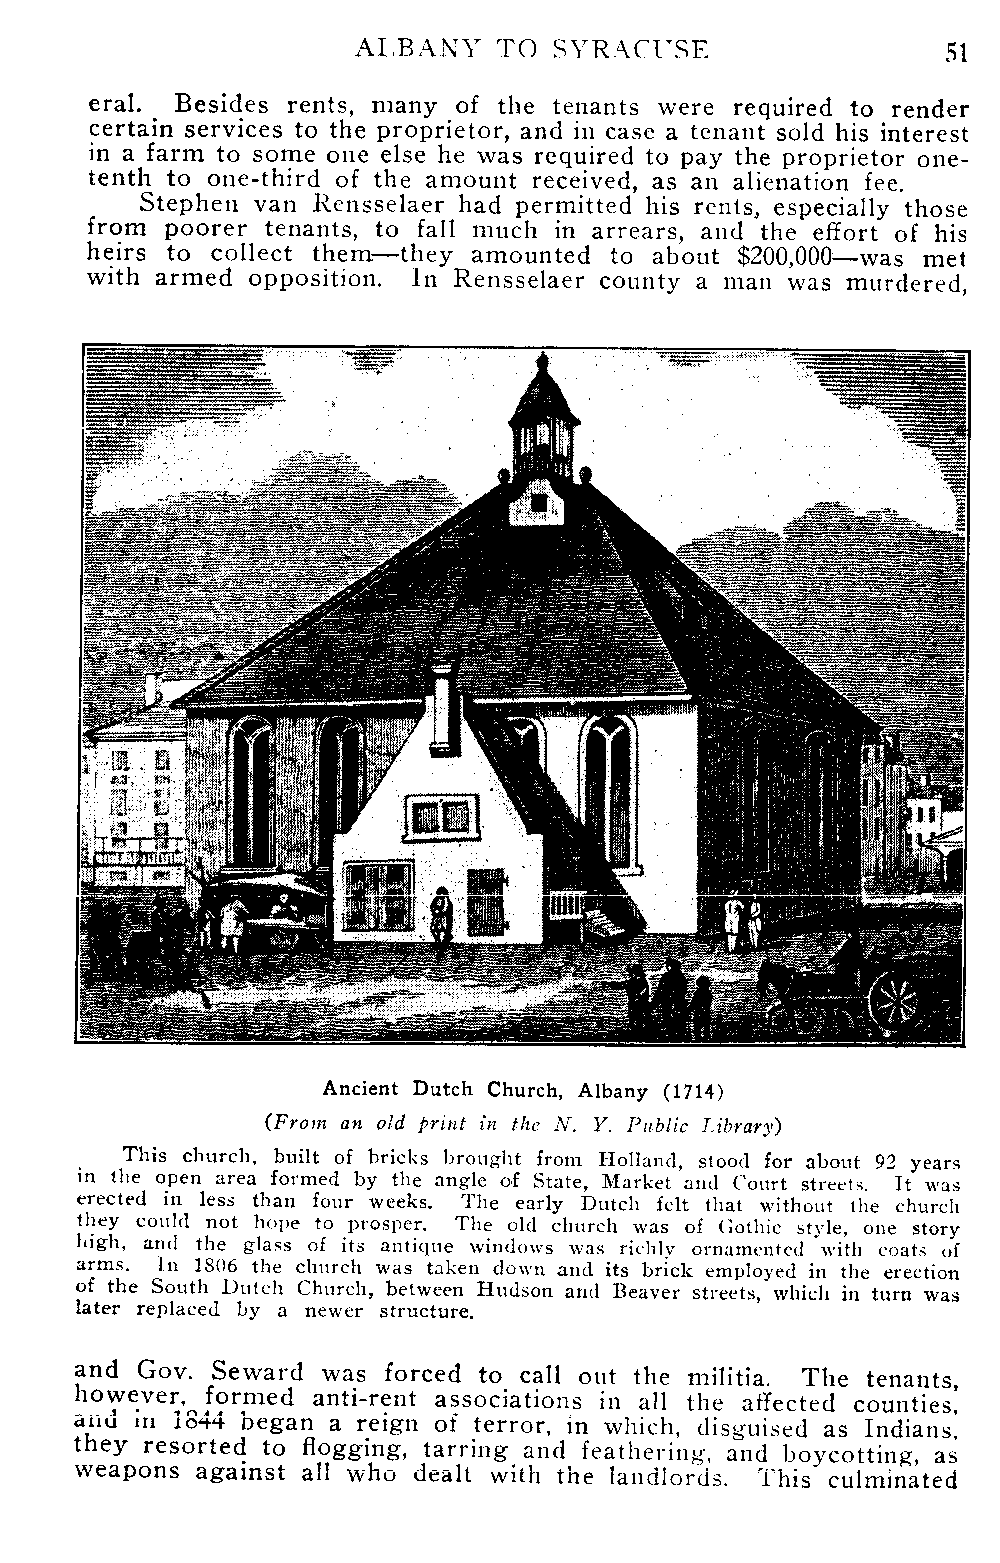 ALBANY TO SYRACUSE 51
eral. Besides rents, many of the tenants were required to render
certain services to the proprietor, and in case a tenant sold his interest
in a farm to some one else he was required to pay the proprietor one-
tenth to one-third of the amount received, as an alienation fee.
Stephen van Rensselaer had permitted his rents, especially those
from poorer tenants, to fall much in arrears, and the effort of his
heirs to collect them—they amounted to about $200,000—was met
with armed opposition. In Rensselaer county a man was murdered,
Ancient Dutch Church, Albany (1714)
(From an old print in the N. Y. Public Library)
This church, built of bricks brought from Holland, stood for about 92 years
in the open area formed by the angle of State, Market and Court streets. It was
erected in less than four weeks. The early Dutch felt that without the church
they could not hope to prosper. The old church was of Gothic style, one story
high, and the glass of its antique windows was richly ornamented with coats of
arms. In 1806 the church was taken down and its brick employed in the erection
of the South Dutch Church, between Hudson and Beaver streets, which in turn was
later replaced by a newer structure.
and Gov. Seward was forced to call out the militia. The tenants,
however, formed anti-rent associations in all the affected counties,
and in 1844 began a reign of terror, in which, disguised as Indians,
they resorted to flogging, tarring and feathering, and boycotting, as
weapons against all who dealt with the landlords. This culminated